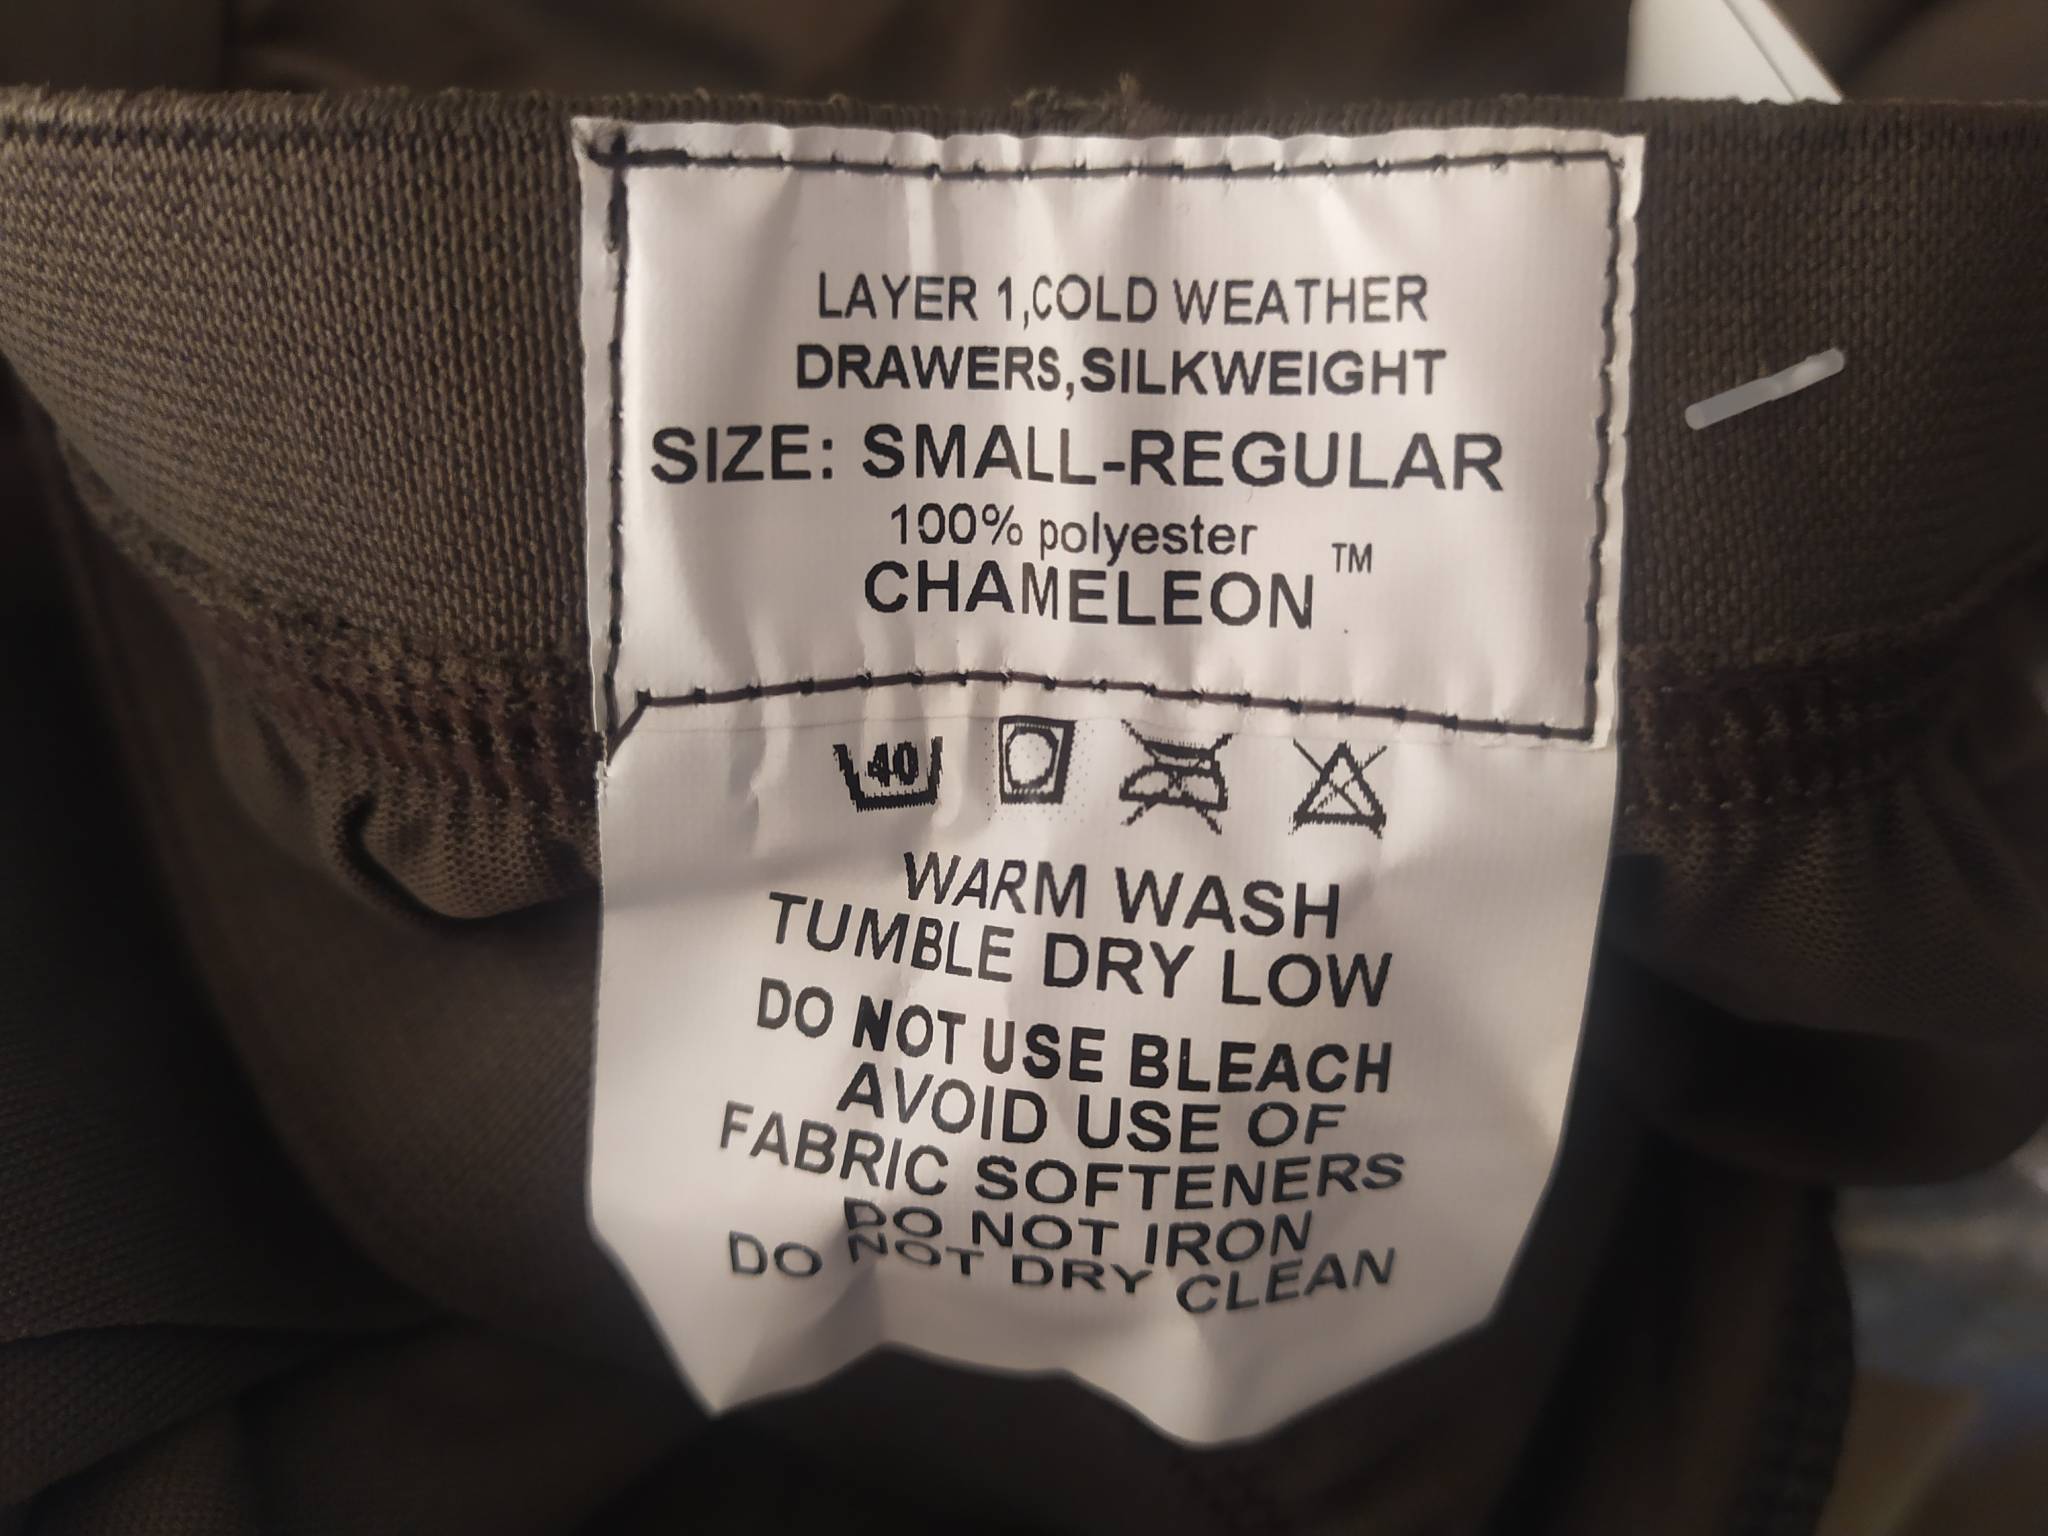 LAYER 1,COLD WEATHER
DRAWERS,SILKWEIGHT
SIZE: SMALL-REGULAR
100% polyester
CHAMELEON ™
40
WARM WASH
TUMBLE DRY LOW
DO NOT USE BLEACH
AVOID USE OF
FABRIC SOFTENERS
DO NOT IRON
DO NOT DRY CLEAN